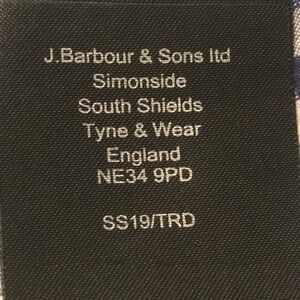 J.Barbour & Sons ltd
Simonside
South Shields
Tyne & Wear
England
NE34 9PD
SS19/TRD